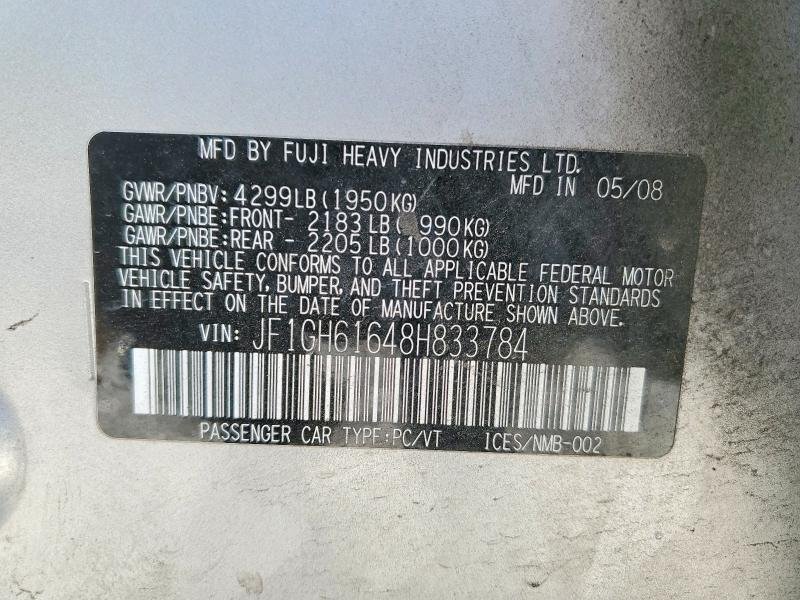 MFD BY FUJI HEAVY INDUSTRIES LTD.
MFD IN 05/08
GVWR/PNBV: 4299LB(1950KG)
GAWR/PNBE:FRONT- 2183LB( 990KG)
GAWR/PNBE:REAR - 2205LB(1000KG)
THIS VEHICLE CONFORMS TO ALL APPLICABLE FEDERAL MOTOR
VEHICLE SAFETY, BUMPER, AND THEFT PREVENTION STANDARDS
IN EFFECT ON THE DATE OF MANUFACTURE SHOWN ABOVE.
VIN: JF1GH61648H833784
PASSENGER CAR TYPE:PC/VT ICES/NMB-002